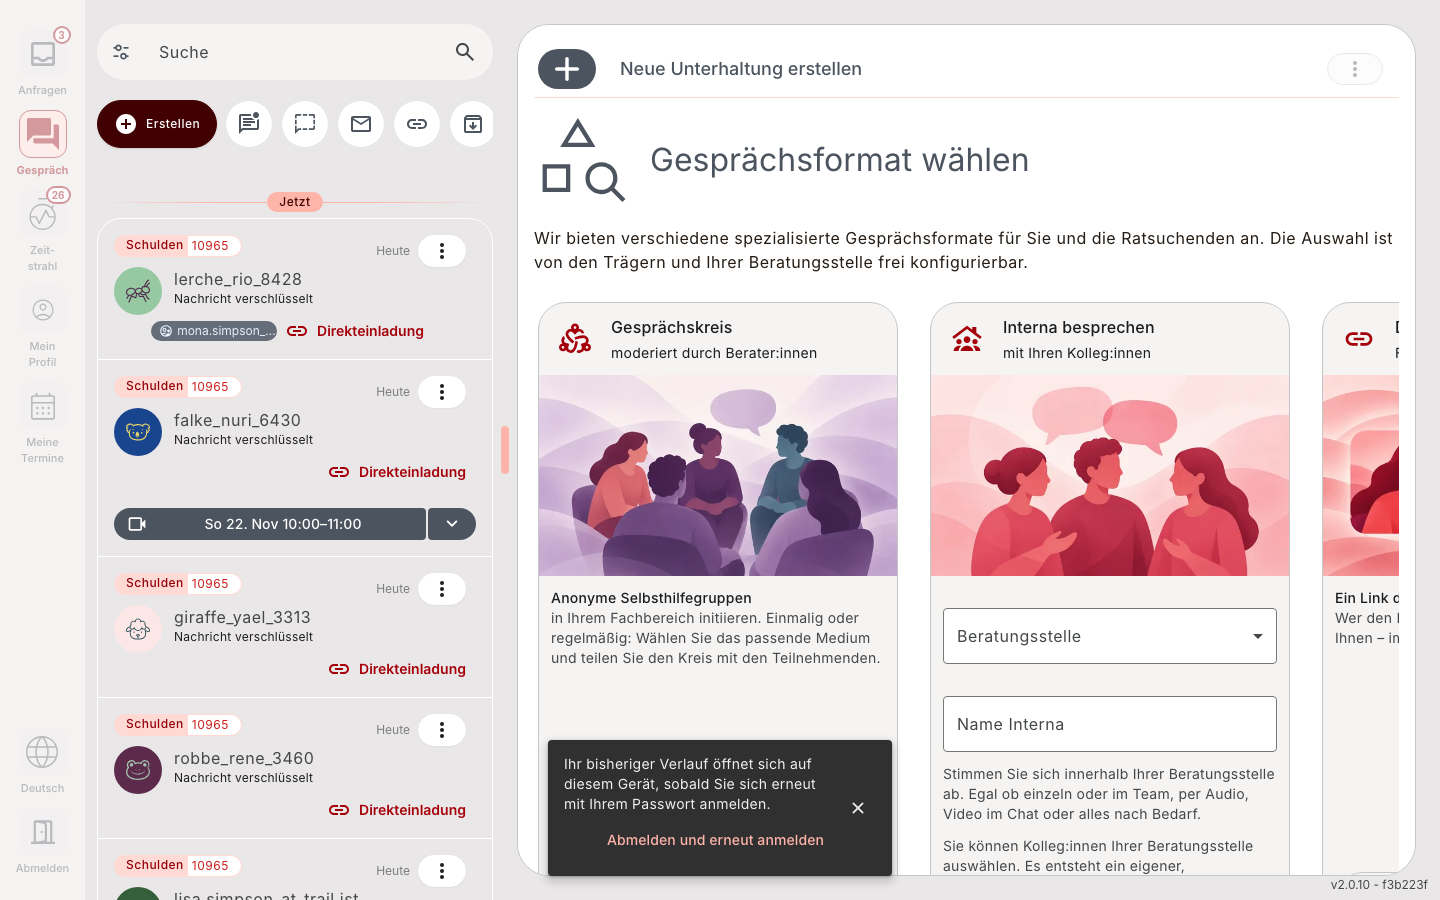 3
Anfragen
Gespräch
26
Zeit-
strahl
Mein
Profil
Meine
Termine
Deutsch
Abmelden
Suche
Erstellen
Jetzt
Schulden 10965
Heute
lerche_rio_8428
Nachricht verschlüsselt
mona.simpson_...
Direkteinladung
Schulden 10965
Heute
falke_nuri_6430
Nachricht verschlüsselt
Direkteinladung
So 22. Nov 10:00–11:00
Schulden 10965
Heute
giraffe_yael_3313
Nachricht verschlüsselt
Direkteinladung
Schulden 10965
Heute
robbe_rene_3460
Nachricht verschlüsselt
Direkteinladung
Schulden 10965
Heute
Neue Unterhaltung erstellen
Gesprächsformat wählen
Wir bieten verschiedene spezialisierte Gesprächsformate für Sie und die Ratsuchenden an. Die Auswahl ist
von den Trägern und Ihrer Beratungsstelle frei konfigurierbar.
Gesprächskreis
moderiert durch Berater:innen
Anonyme Selbsthilfegruppen
in Ihrem Fachbereich initiieren. Einmalig oder
regelmäßig: Wählen Sie das passende Medium
und teilen Sie den Kreis mit den Teilnehmenden.
Interna besprechen
mit Ihren Kolleg:innen
Beratungsstelle
Name Interna
Stimmen Sie sich innerhalb Ihrer Beratungsstelle
ab. Egal ob einzeln oder im Team, per Audio,
Video im Chat oder alles nach Bedarf.
Sie können Kolleg:innen Ihrer Beratungsstelle
auswählen. Es entsteht ein eigener,
Ein Link
Wer den
Ihnen –
Ihr bisheriger Verlauf öffnet sich auf
diesem Gerät, sobald Sie sich erneut
mit Ihrem Passwort anmelden.
Abmelden und erneut anmelden
v2.0.10 - f3b223f